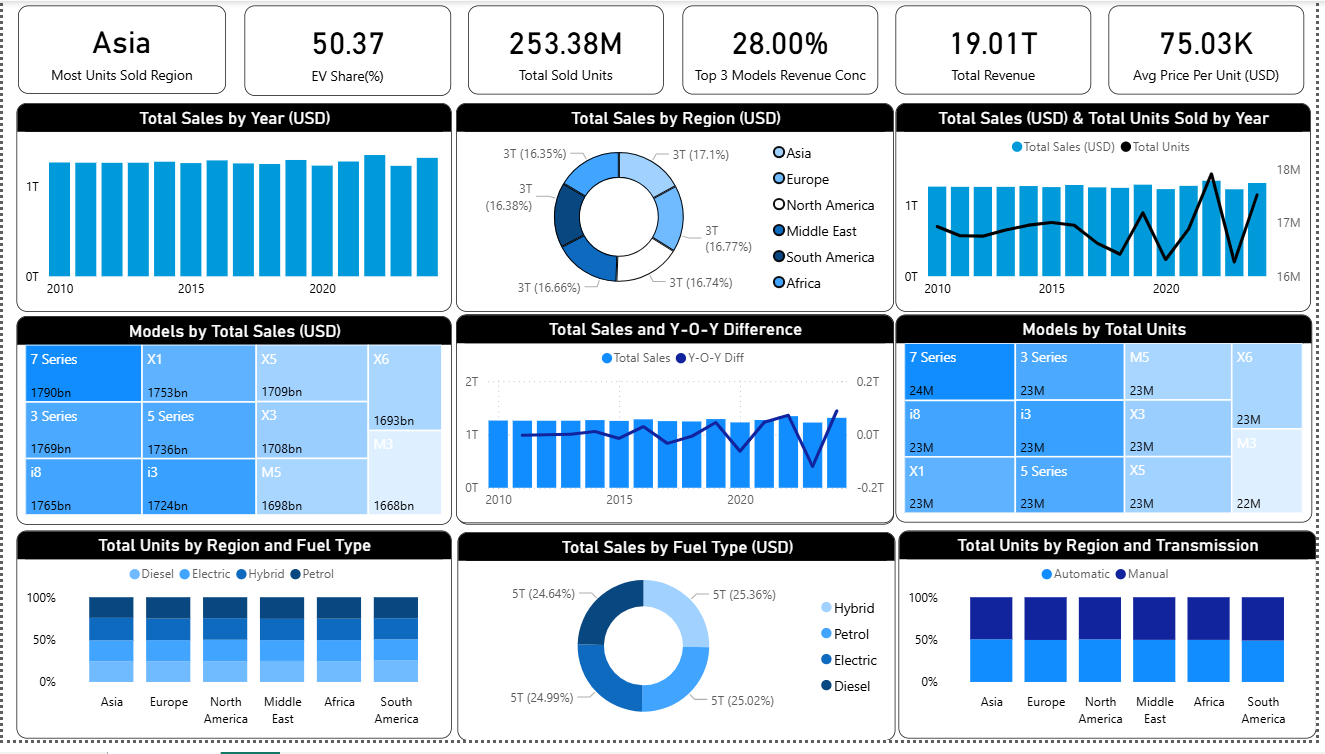 Asia
Most Units Sold Region
50.37
EV Share(%)
253.38M
Total Sold Units
28.00%
Top 3 Models Revenue Conc
19.01T
Total Revenue
75.03K
Avg Price Per Unit (USD)
Total Sales by Year (USD)
1T
0T
2010
2015
2020
Total Sales by Region (USD)
3T (16.35%)
3T (17.1%)
3T
(16.38%)
3T
(16.77%)
3T (16.66%)
3T (16.74%)
Asia
Europe
North America
Middle East
South America
Africa
Total Sales (USD) & Total Units Sold by Year
Total Sales (USD) Total Units
1T
0T
18M
17M
16M
2010
2015
2020
Models by Total Sales (USD)
7 Series
1790bn
3 Series
1769bn
i8
1765bn
X1
1753bn
5 Series
1736bn
i3
1724bn
X5
1709bn
X3
1708bn
M5
1698bn
X6
1693bn
M3
1668bn
Total Sales and Y-O-Y Difference
Total Sales Y-O-Y Diff
2T
1T
0T
0.2T
0.0T
-0.2T
2010
2015
2020
Models by Total Units
7 Series
24M
i8
23M
X1
23M
3 Series
23M
i3
23M
5 Series
23M
M5
23M
X3
23M
X5
23M
X6
23M
M3
22M
Total Units by Region and Fuel Type
Diesel Electric Hybrid Petrol
100%
50%
0%
Asia
Europe
North
America
Middle
East
Africa
South
America
Total Sales by Fuel Type (USD)
5T (24.64%)
5T (25.36%)
5T (24.99%)
5T (25.02%)
Hybrid
Petrol
Electric
Diesel
Total Units by Region and Transmission
Automatic Manual
100%
50%
0%
Asia
Europe
North
America
Middle
East
Africa
South
America